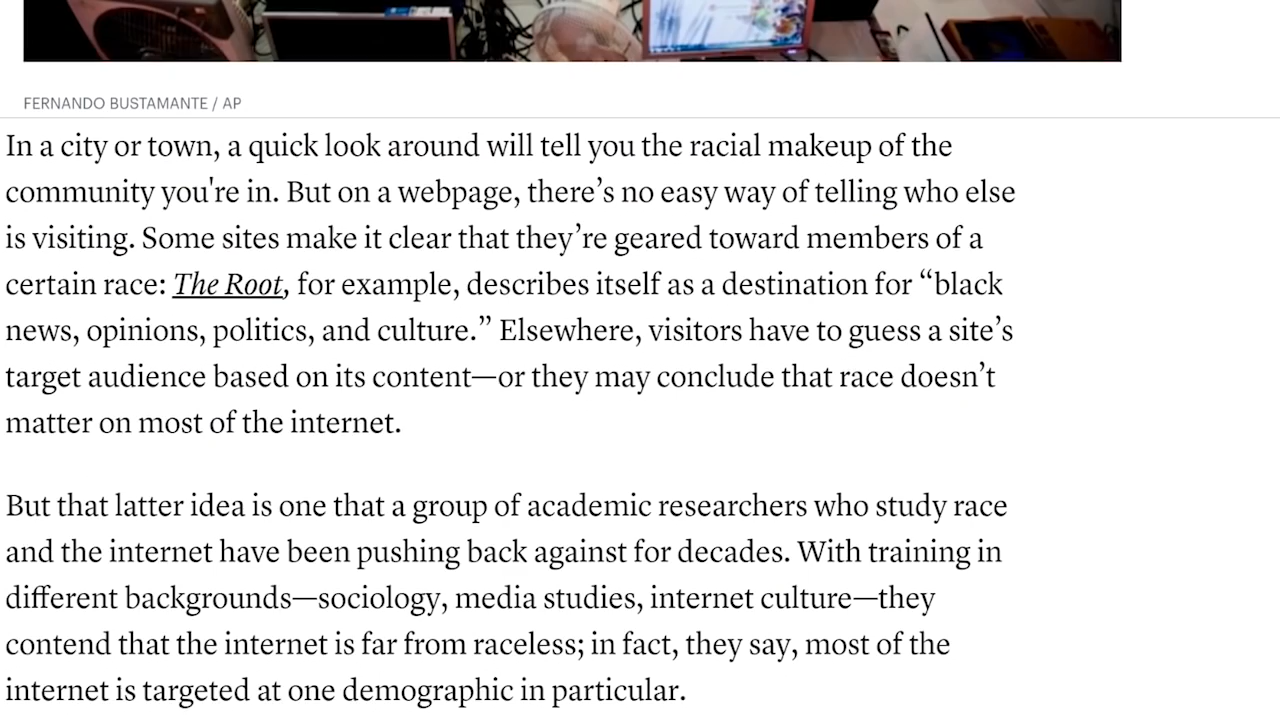 FERNANDO BUSTAMANTE / AP
In a city or town, a quick look around will tell you the racial makeup of the
community you're in. But on a webpage, there’s no easy way of telling who else
is visiting. Some sites make it clear that they’re geared toward members of a
certain race: The Root, for example, describes itself as a destination for “black
news, opinions, politics, and culture.” Elsewhere, visitors have to guess a site’s
target audience based on its content—or they may conclude that race doesn’t
matter on most of the internet.
But that latter idea is one that a group of academic researchers who study race
and the internet have been pushing back against for decades. With training in
different backgrounds—sociology, media studies, internet culture—they
contend that the internet is far from raceless; in fact, they say, most of the
internet is targeted at one demographic in particular.